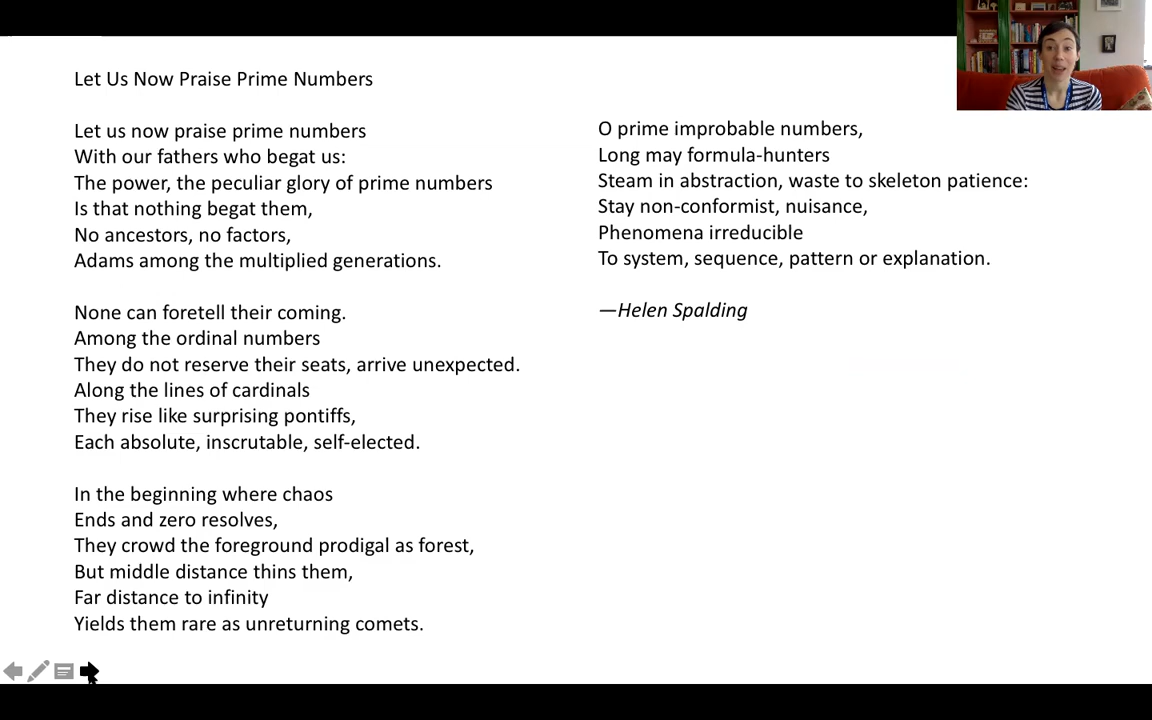 Let Us Now Praise Prime Numbers
Let us now praise prime numbers
With our fathers who begat us:
The power, the peculiar glory of prime numbers
Is that nothing begat them,
No ancestors, no factors,
Adams among the multiplied generations.
None can foretell their coming.
Among the ordinal numbers
They do not reserve their seats, arrive unexpected.
Along the lines of cardinals
They rise like surprising pontiffs,
Each absolute, inscrutable, self-elected.
In the beginning where chaos
Ends and zero resolves,
They crowd the foreground prodigal as forest,
But middle distance thins them,
Far distance to infinity
Yields them rare as unreturning comets.
O prime improbable numbers,
Long may formula-hunters
Steam in abstraction, waste to skeleton patience:
Stay non-conformist, nuisance,
Phenomena irreducible
To system, sequence, pattern or explanation.
—Helen Spalding